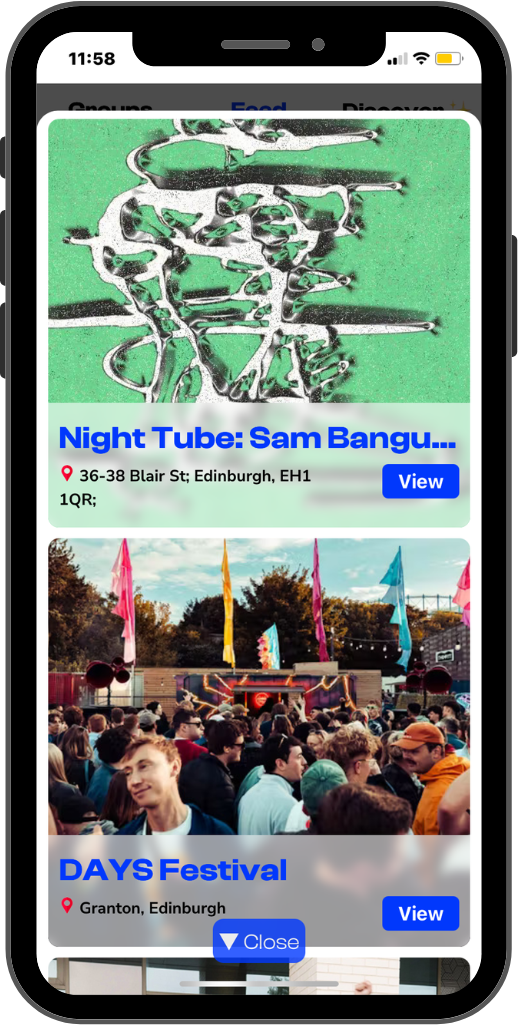 11:58
Groups Feed Discover ✨
Night Tube: Sam Bangu...
📍 36-38 Blair St; Edinburgh, EH1
1QR;
View
DAYS Festival
📍 Granton, Edinburgh
View
▼ Close